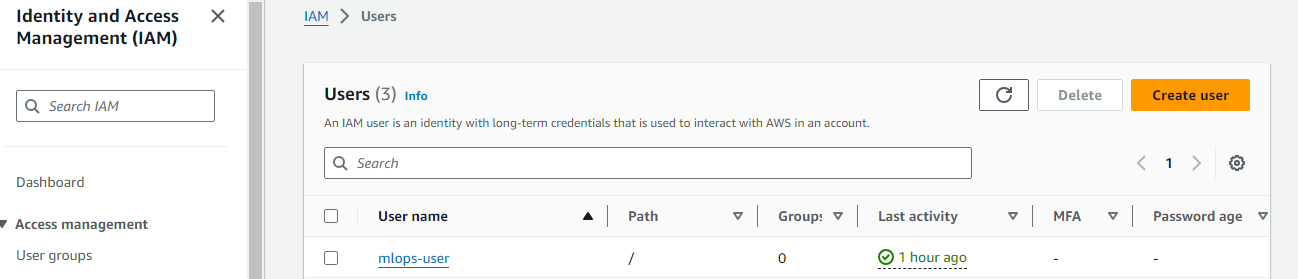 Identity and Access
Management (IAM)
Search IAM
Dashboard
Access management
User groups
IAM > Users
Users (3) Info
Delete
Create user
An IAM user is an identity with long-term credentials that is used to interact with AWS in an account.
Search
1
User name Path Groups Last activity MFA Password age
mlops-user / 0 1 hour ago - -